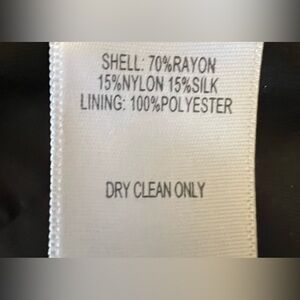 SHELL: 70%RAYON
15%NYLON 15%SILK
LINING: 100%POLYESTER
DRY CLEAN ONLY